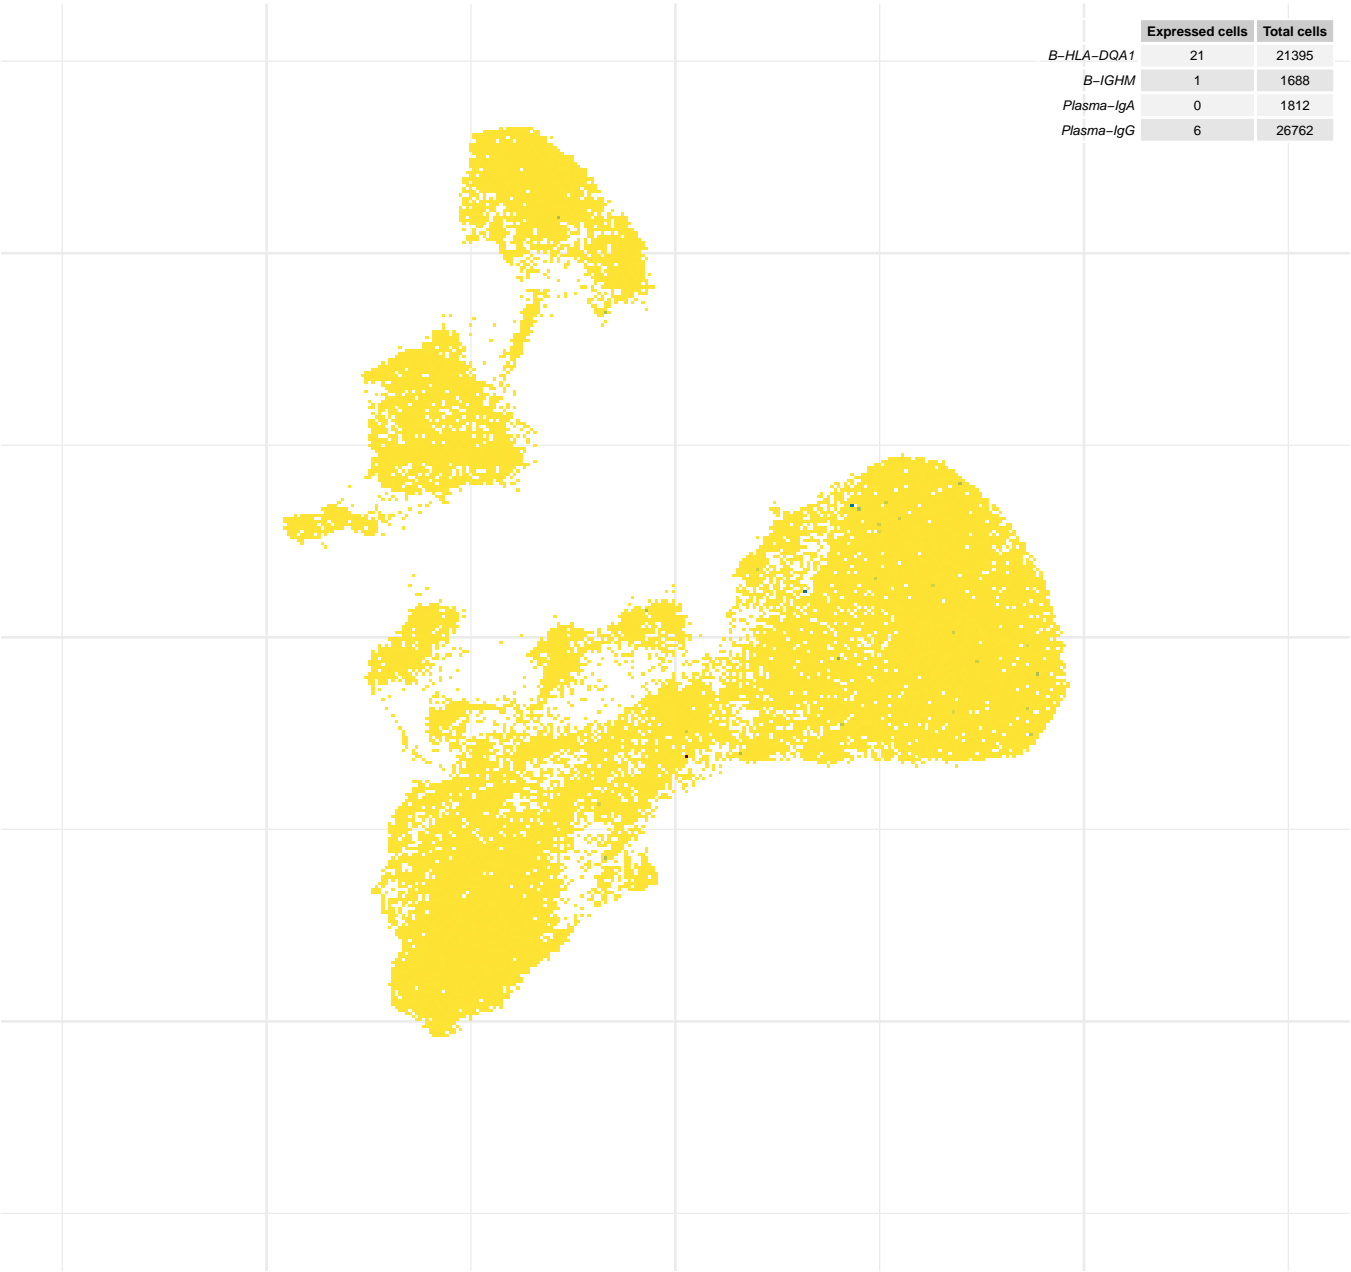 Expressed cells Total cells
B−HLA−DQA1 21 21395
B−IGHM 1 1688
Plasma−IgA 0 1812
Plasma−IgG 6 26762